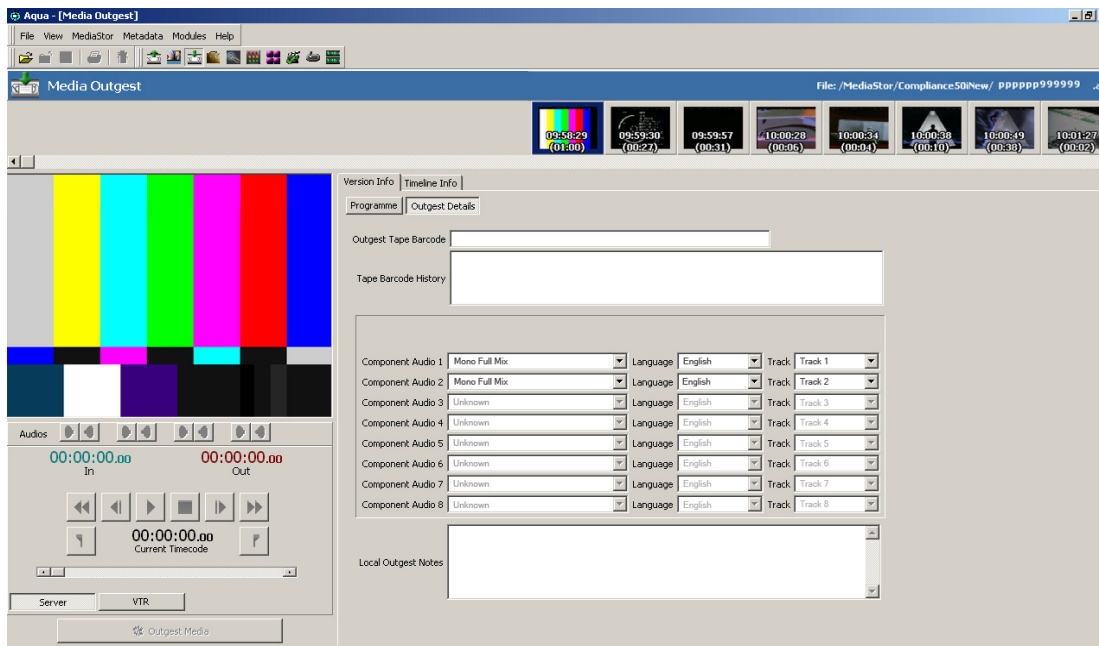 Aqua - [Media Outgest]
File View MediaStor Metadata Modules Help
Media Outgest
File: /MediaStor/Compliance50iNew/ pppppp999999
09:58:29 09:59:30 09:59:57 10:00:28 10:00:34 10:00:38 10:00:49 10:01:27
(01:00) (00:27) (00:31) (00:06) (00:04) (00:10) (00:38) (00:02)
Version Info Timeline Info
Programme Outgest Details
Outgest Tape Barcode
Tape Barcode History
Component Audio 1 Mono Full Mix Language English Track Track 1
Component Audio 2 Mono Full Mix Language English Track Track 2
Component Audio 3 Unknown Language English Track Track 3
Component Audio 4 Unknown Language English Track Track 4
Component Audio 5 Unknown Language English Track Track 5
Component Audio 6 Unknown Language English Track Track 6
Component Audio 7 Unknown Language English Track Track 7
Component Audio 8 Unknown Language English Track Track 8
Local Outgest Notes
Audios
00:00:00.00 00:00:00.00
In Out
00:00:00.00
Current Timecode
Server VTR
Outgest Media